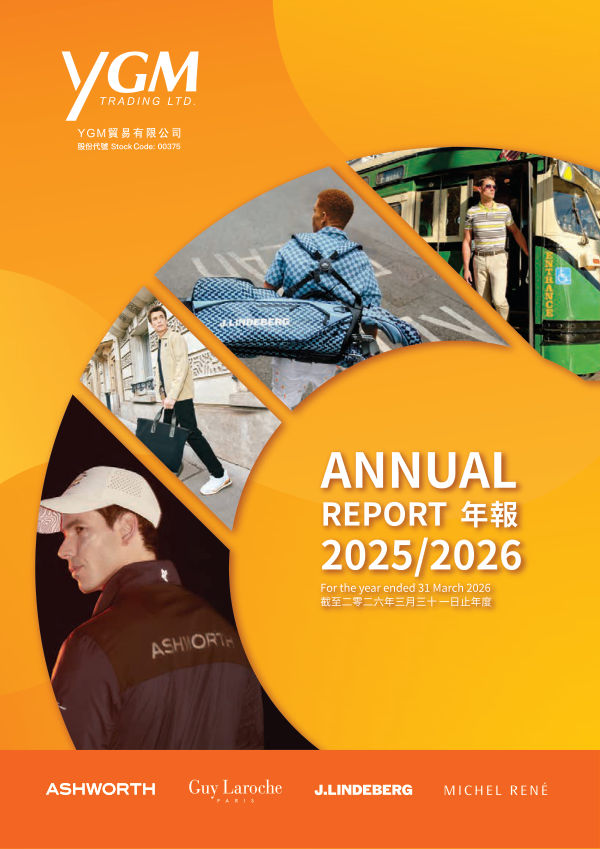 YGM
TRADING LTD.
YGM貿易有限公司
股份代號 Stock Code: 00375
J.LINDEBERG
ENTRANCE
ANNUAL
REPORT 年報
2025/2026
For the year ended 31 March 2026
截至二零二六年三月三十一日止年度
ASHWORTH
ASHWORTH
Guy Laroche
PARIS
J.LINDEBERG
MICHEL RENÉ